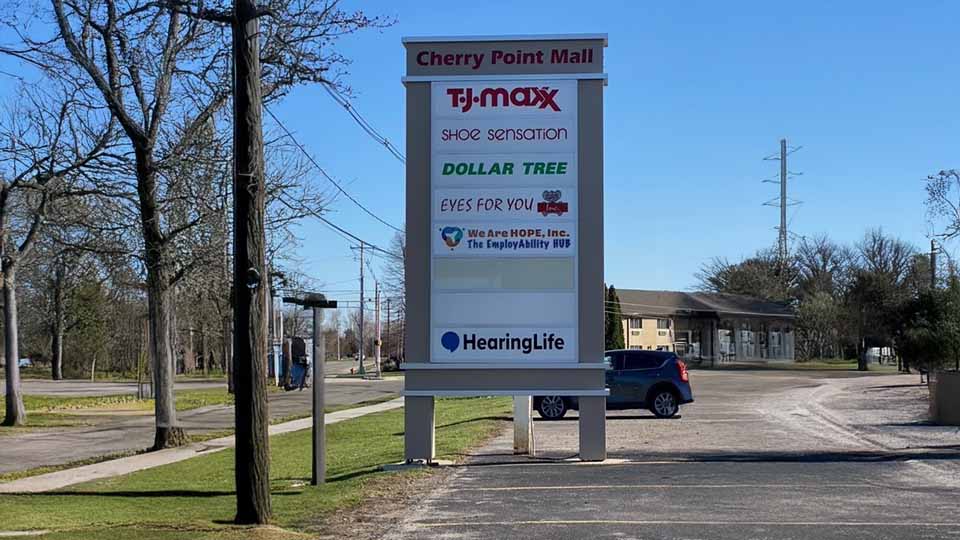 Cherry Point Mall
T·J·maxx
SHOE SENSATION
DOLLAR TREE
EYES FOR YOU Inc.
We Are HOPE, Inc.
The EmployAbility HUB
HearingLife